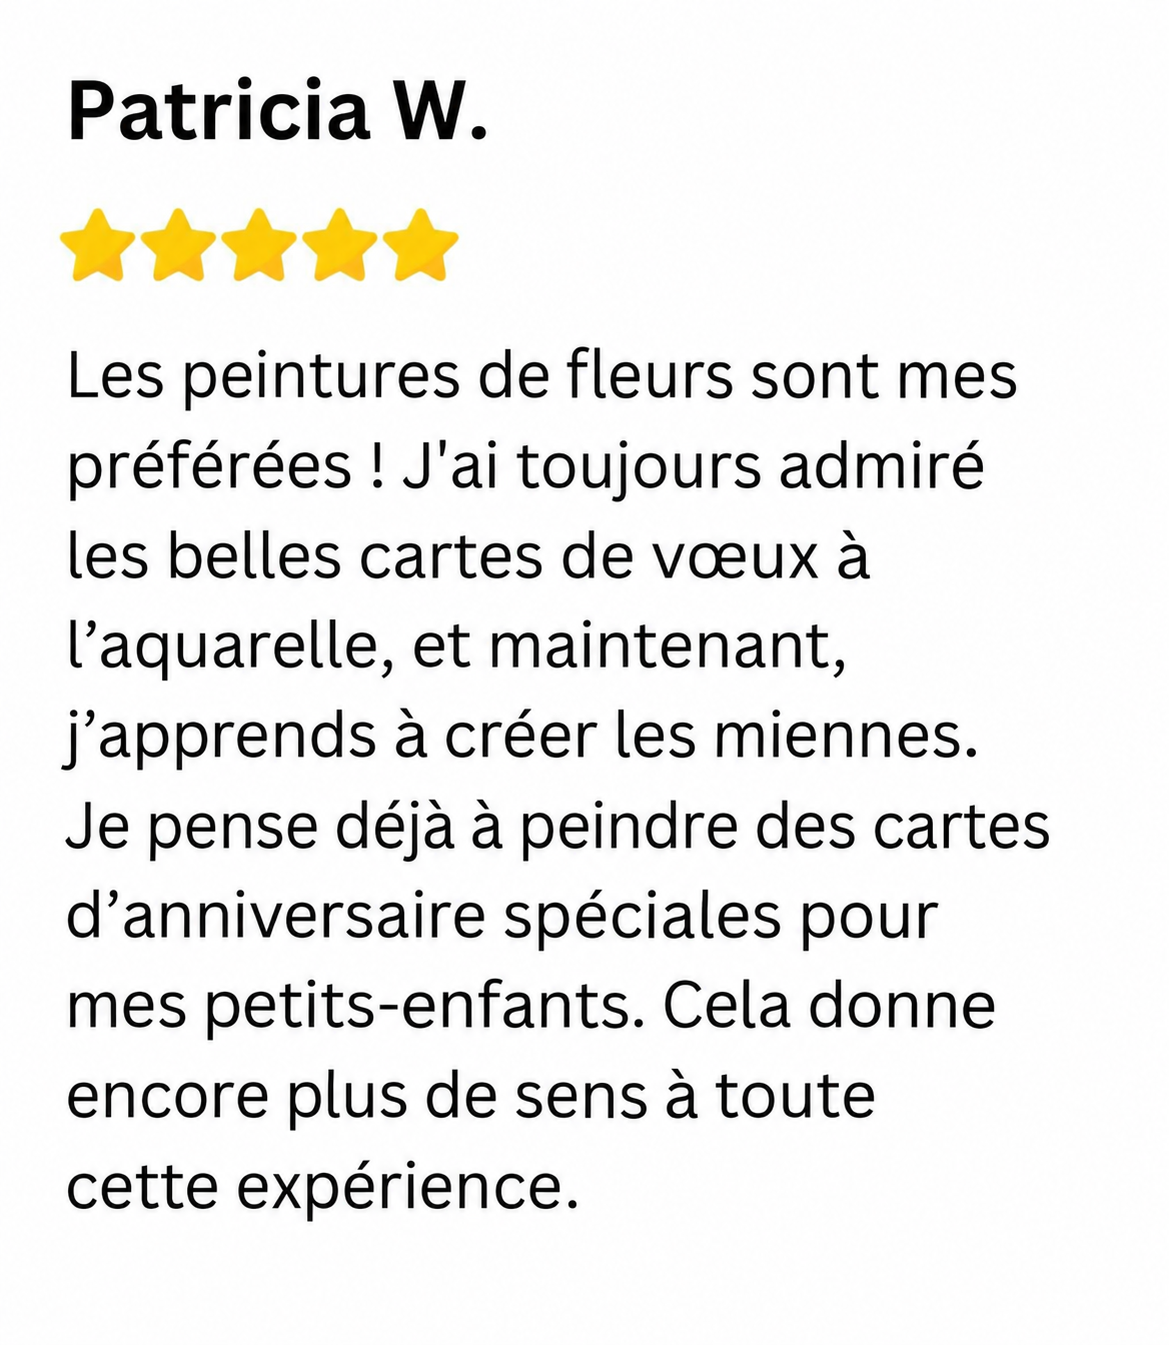 Patricia W.
Les peintures de fleurs sont mes
préférées ! J'ai toujours admiré
les belles cartes de vœux à
l’aquarelle, et maintenant,
j’apprends à créer les miennes.
Je pense déjà à peindre des cartes
d’anniversaire spéciales pour
mes petits-enfants. Cela donne
encore plus de sens à toute
cette expérience.